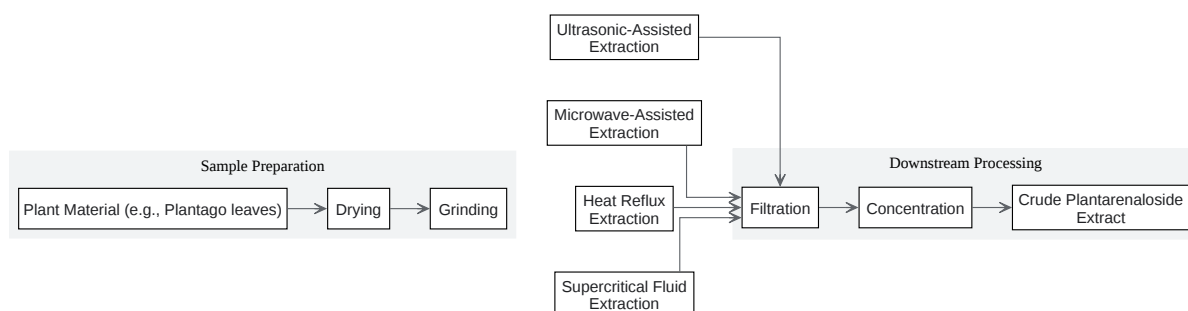 Sample Preparation
Plant Material (e.g., Plantago leaves)
Drying
Grinding
Ultrasonic-Assisted
Extraction
Microwave-Assisted
Extraction
Heat Reflux
Extraction
Supercritical Fluid
Extraction
Downstream Processing
Filtration
Concentration
Crude Plantarenaloside
Extract